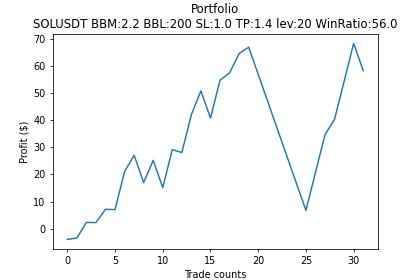 Portfolio
SOLUSDT BBM:2.2 BBL:200 SL:1.0 TP:1.4 lev:20 WinRatio:56.0
70
60
50
40
30
20
10
0
Profit ($)
0 5 10 15 20 25 30
Trade counts